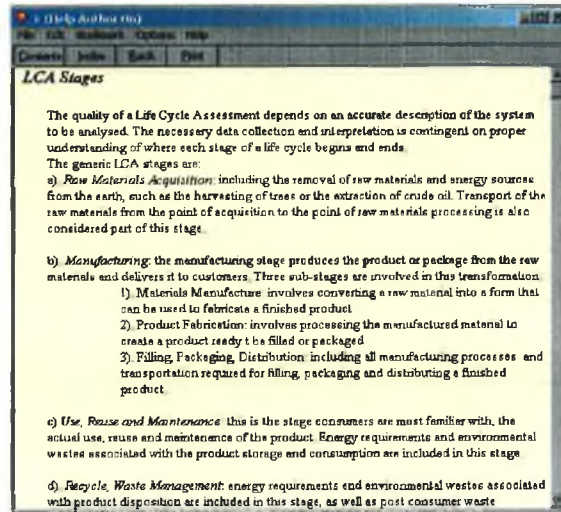 (Help Author On)
File Edit Bookmark Options Help
Contents Index Back Print
LCA Stages
The quality of a Life Cycle Assessment depends on an accurate description of the system
to be analysed. The necessary data collection and interpretation is contingent on proper
understanding of where each stage of a life cycle begins and ends.
The generic LCA stages are:
a) Raw Materials Acquisition: including the removal of raw materials and energy sources
from the earth, such as the harvesting of trees or the extraction of crude oil. Transport of the
raw materials from the point of acquisition to the point of raw materials processing is also
considered part of this stage.
b) Manufacturing: the manufacturing stage produces the product or package from the raw
materials and delivers it to customers. Three sub-stages are involved in this transformation
1). Materials Manufacture: involves converting a raw material into a form that
can be used to fabricate a finished product
2). Product Fabrication: involves processing the manufactured material to
create a product ready t be filled or packaged
3). Filling, Packaging, Distribution: including all manufacturing processes and
transportation required for filling, packaging and distributing a finished
product
c) Use, Reuse and Maintenance: this is the stage consumers are most familiar with, the
actual use, reuse and maintenance of the product. Energy requirements and environmental
wastes associated with the product storage and consumption are included in this stage
d). Recycle, Waste Management: energy requirements and environmental wastes associated
with product disposition are included in this stage, as well as post consumer waste